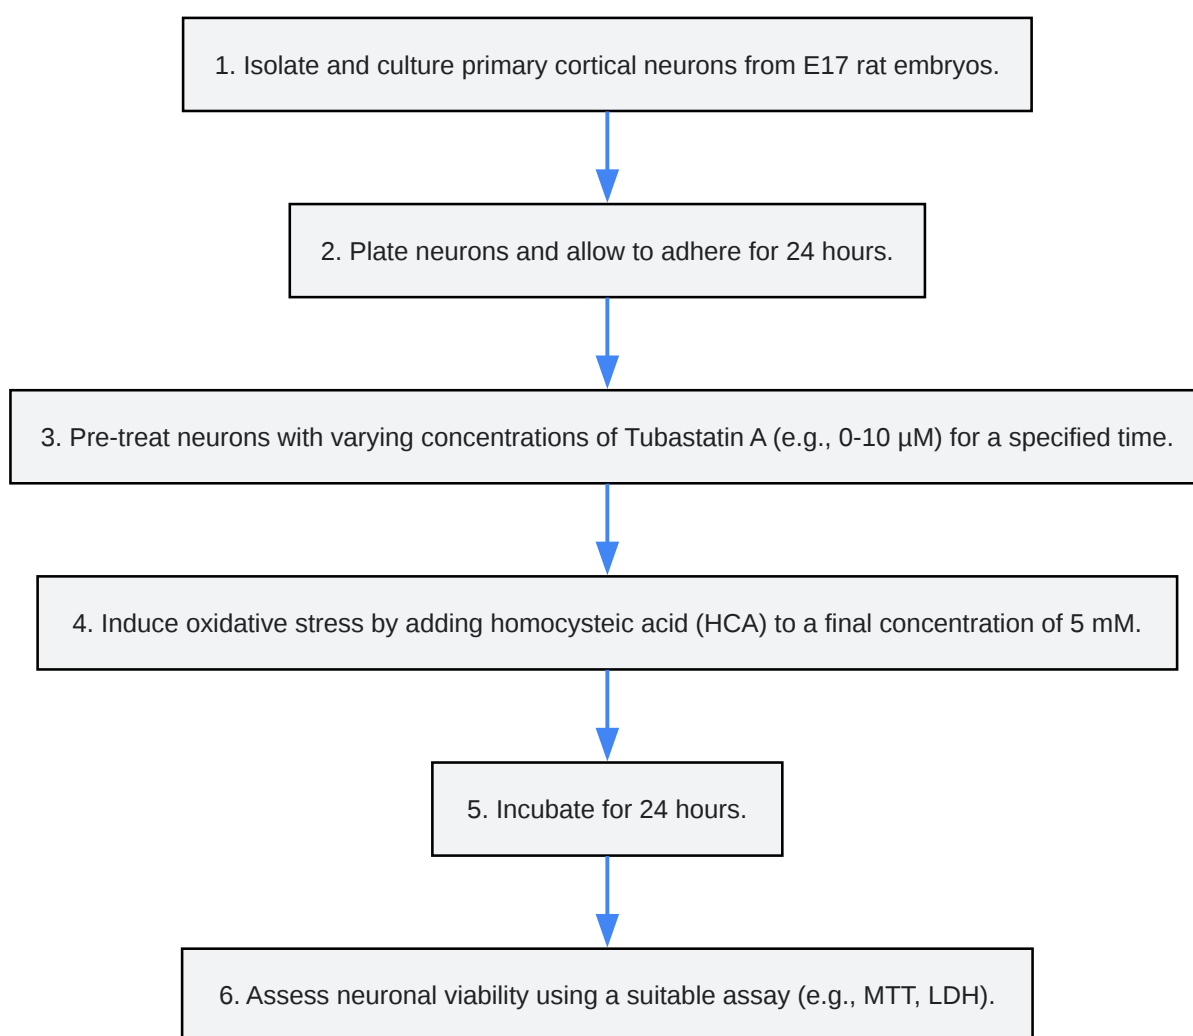 1. Isolate and culture primary cortical neurons from E17 rat embryos.
2. Plate neurons and allow to adhere for 24 hours.
3. Pre-treat neurons with varying concentrations of Tubastatin A (e.g., 0-10 µM) for a specified time.
4. Induce oxidative stress by adding homocysteic acid (HCA) to a final concentration of 5 mM.
5. Incubate for 24 hours.
6. Assess neuronal viability using a suitable assay (e.g., MTT, LDH).